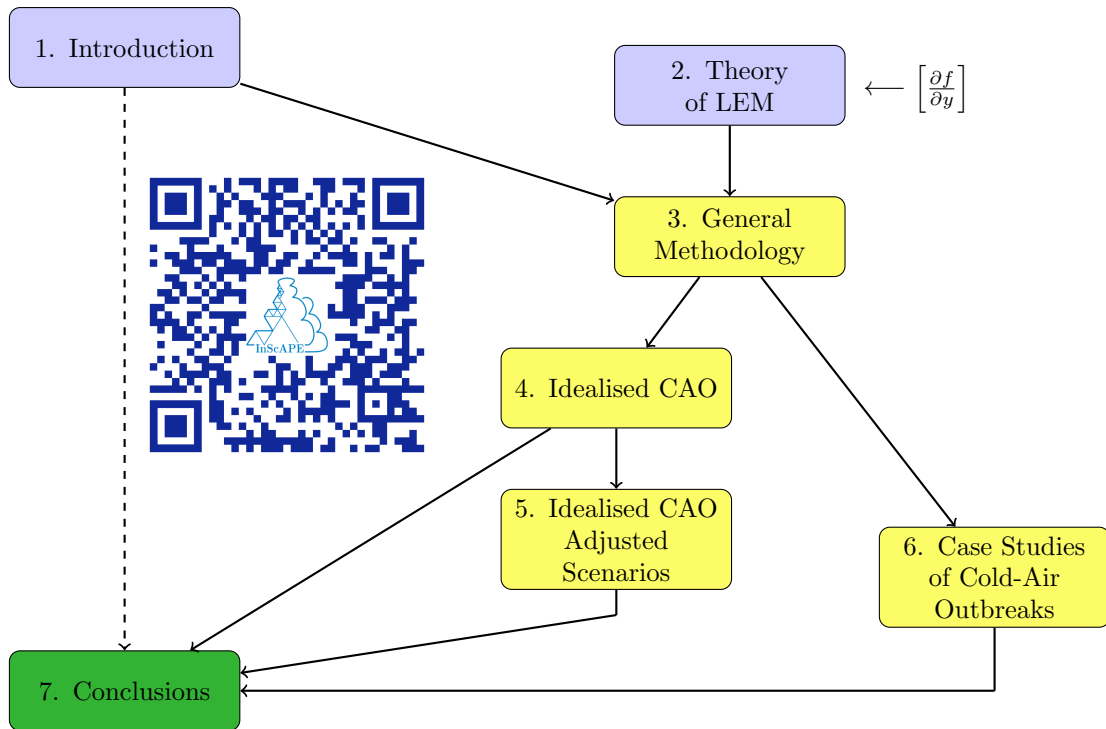 1. Introduction
2. Theory
of LEM
← [∂f/∂y]
3. General
Methodology
InScAPE
4. Idealised CAO
5. Idealised CAO
Adjusted
Scenarios
6. Case Studies
of Cold-Air
Outbreaks
7. Conclusions